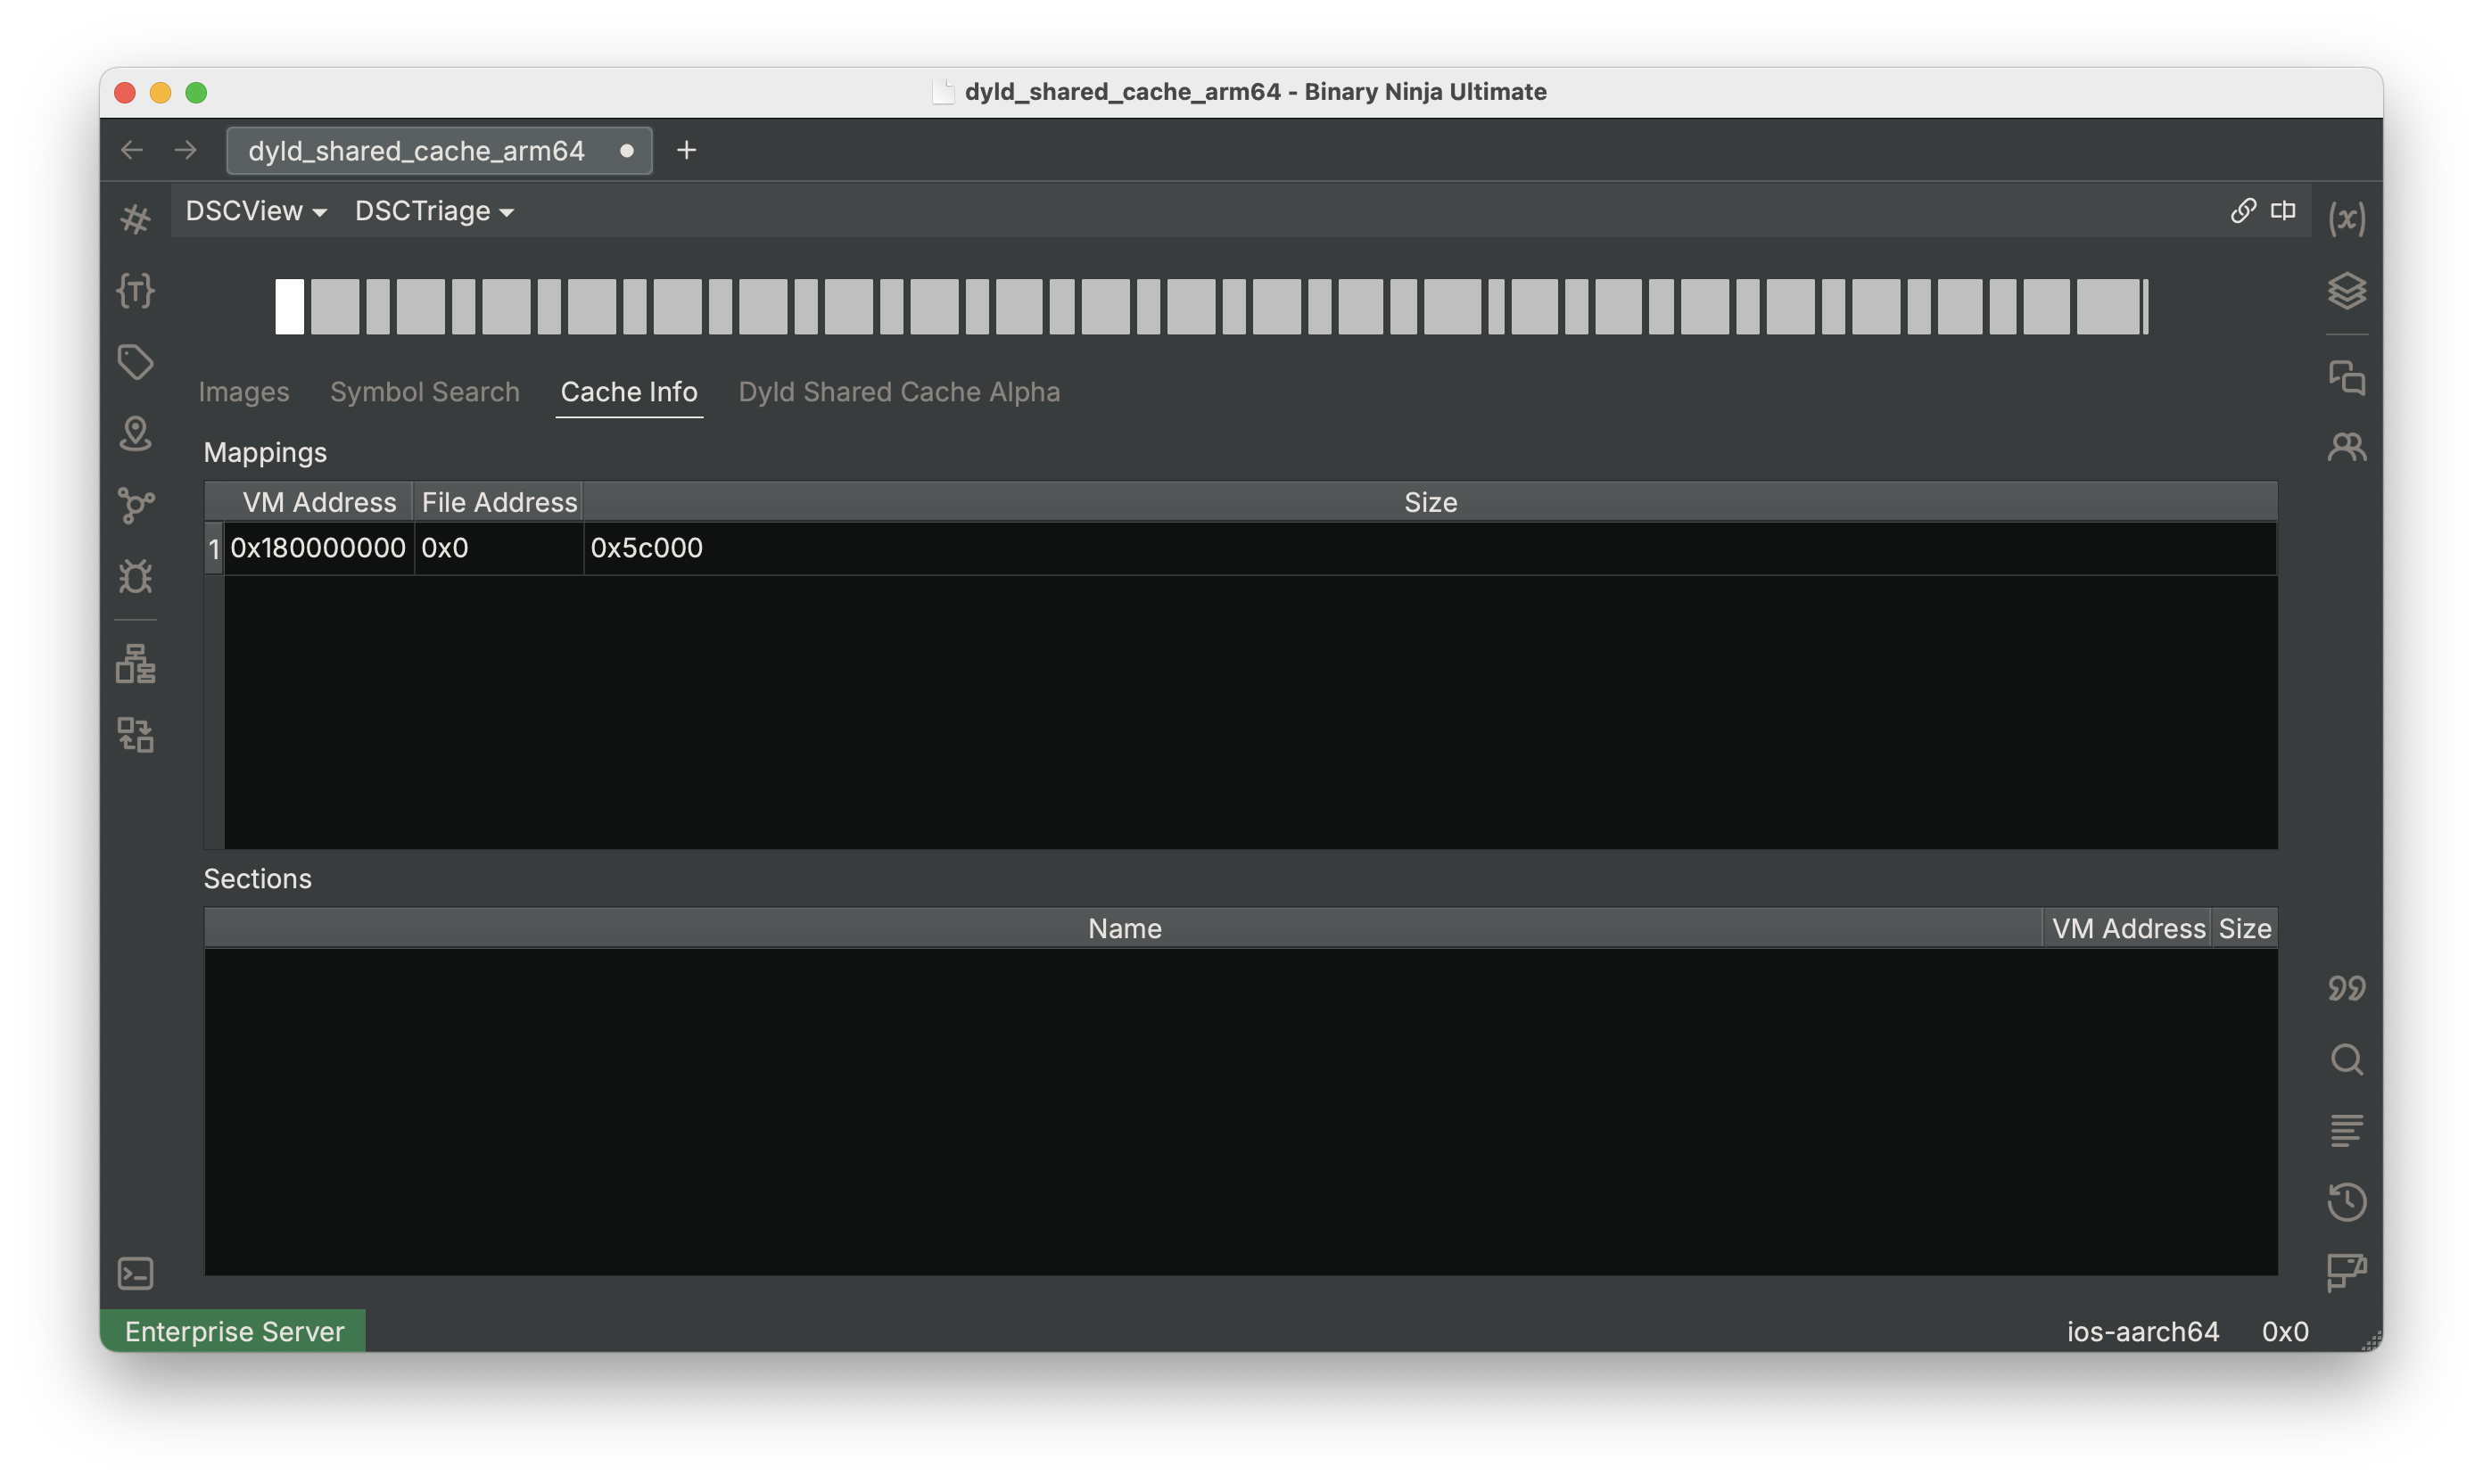 dyld_shared_cache_arm64 - Binary Ninja Ultimate
dyld_shared_cache_arm64
DSCView DSCTriage
Images Symbol Search Cache Info Dyld Shared Cache Alpha
Mappings
VM Address File Address Size
1 0x180000000 0x0 0x5c000
Sections
Name VM Address Size
Enterprise Server ios-aarch64 0x0